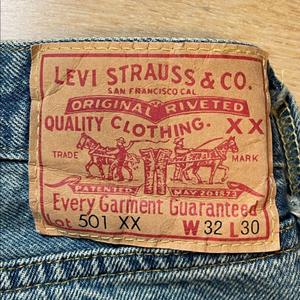 LEVI STRAUSS & CO.
SAN FRANCISCO CAL.
ORIGINAL RIVETED
QUALITY CLOTHING. XX
TRADE MARK
PATENTED MAY 20 1873
Every Garment Guaranteed
Lot 501 XX W 32 L 30